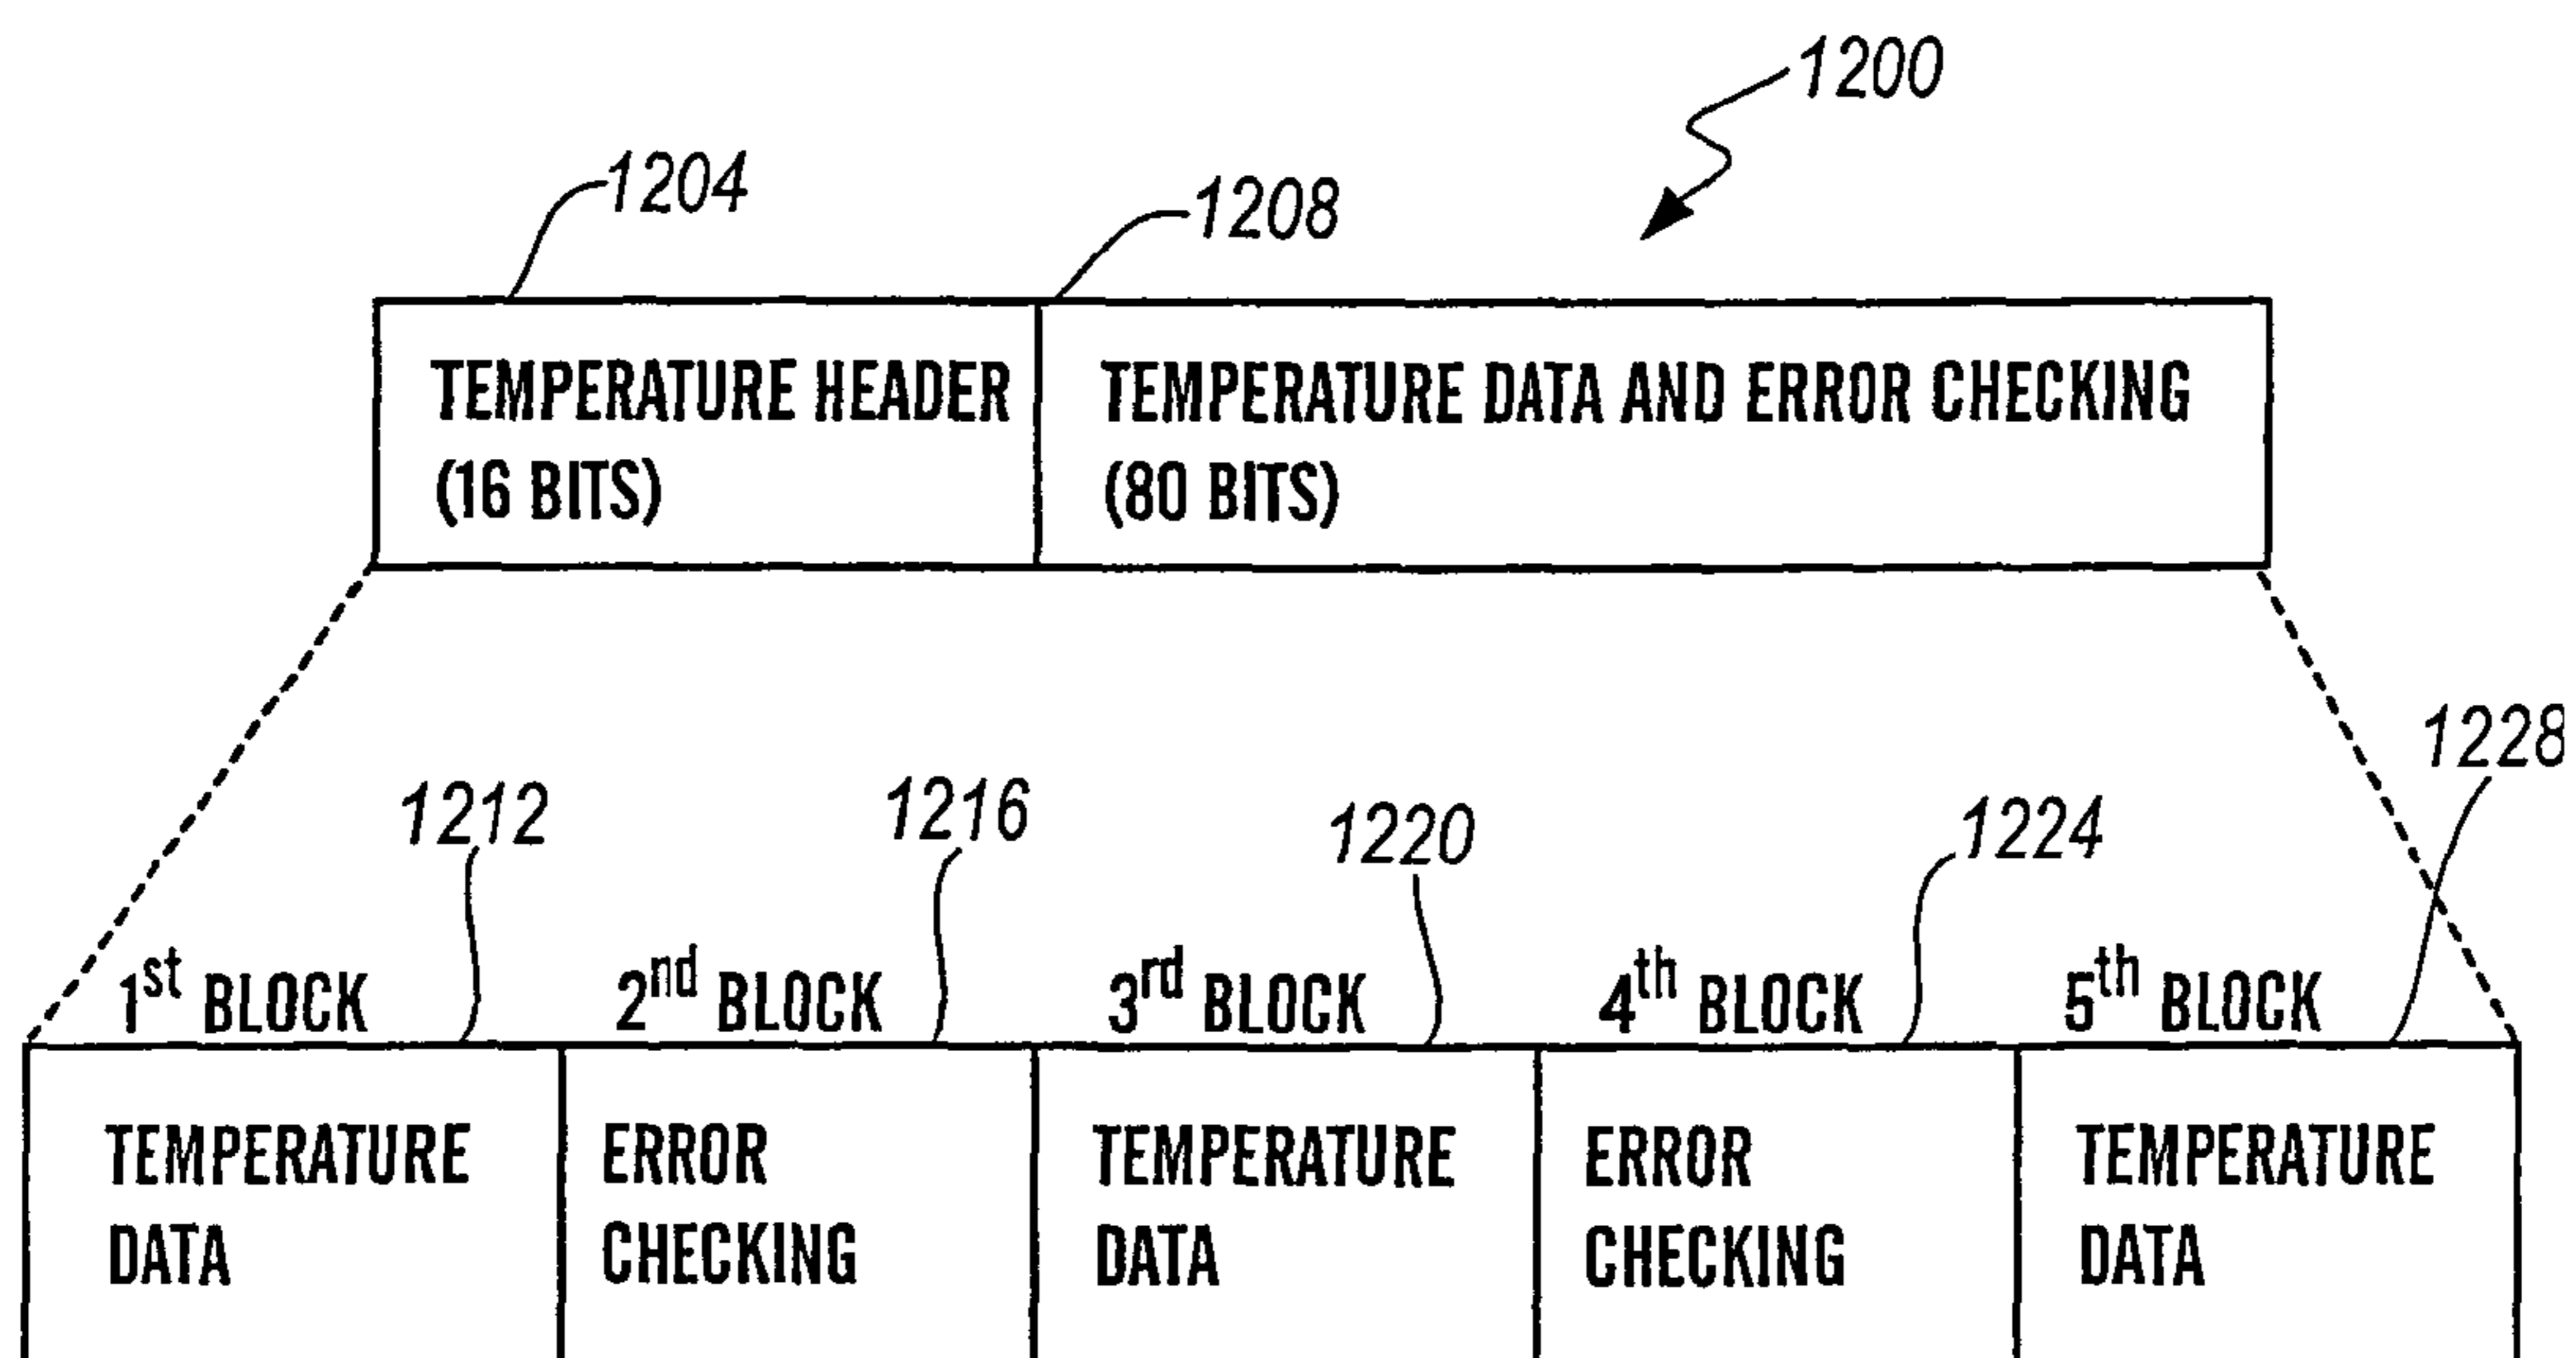 1200
1204
1208
TEMPERATURE HEADER
(16 BITS)
TEMPERATURE DATA AND ERROR CHECKING
(80 BITS)
1212
1216
1220
1224
1228
1st BLOCK
2nd BLOCK
3rd BLOCK
4th BLOCK
5th BLOCK
TEMPERATURE
DATA
ERROR
CHECKING
TEMPERATURE
DATA
ERROR
CHECKING
TEMPERATURE
DATA